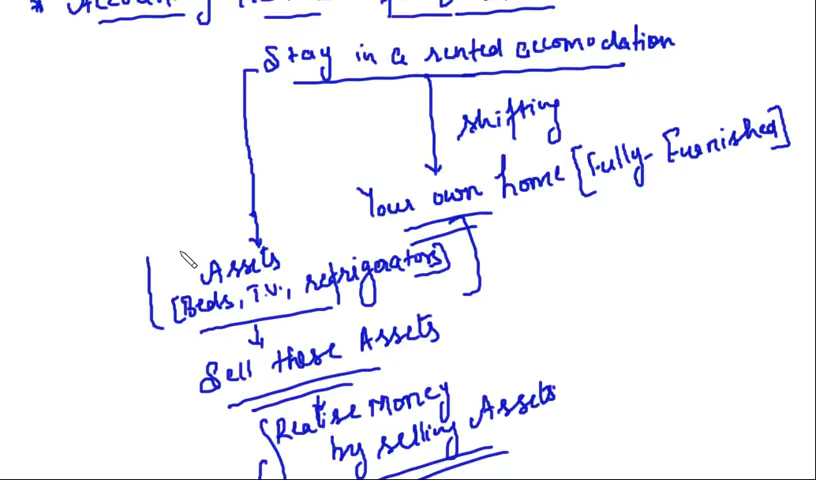 * Accounting
Stay in a rented accomodation
shifting
Your own home [Fully-Furnished]
Assets
[Beds, T.V., refrigerators]
Sell these Assets
Realise Money
by selling Assets